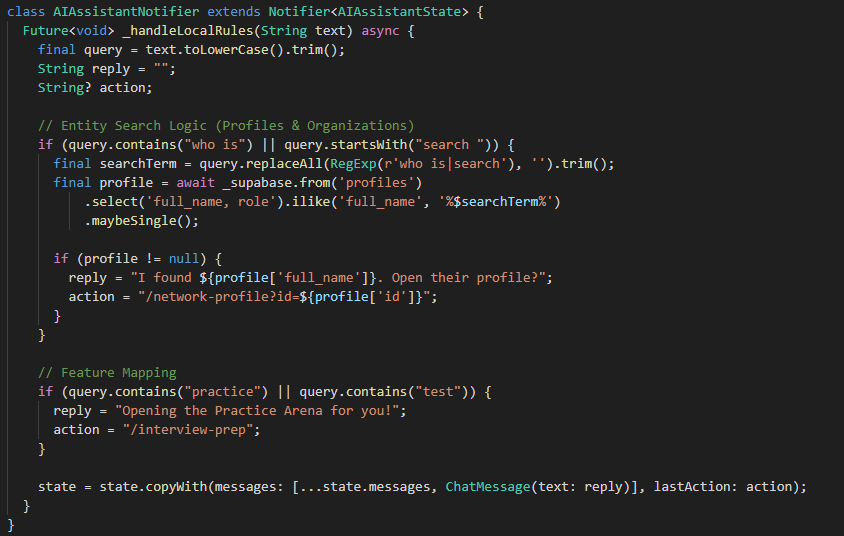 class AIAssistantNotifier extends Notifier<AIAssistantState> {
  Future<void> _handleLocalRules(String text) async {
    final query = text.toLowerCase().trim();
    String reply = "";
    String? action;

    // Entity Search Logic (Profiles & Organizations)
    if (query.contains("who is") || query.startsWith("search ")) {
      final searchTerm = query.replaceAll(RegExp(r'who is|search'), '').trim();
      final profile = await _supabase.from('profiles')
          .select('full_name, role').ilike('full_name', '%$searchTerm%')
          .maybeSingle();

      if (profile != null) {
        reply = "I found ${profile['full_name']}. Open their profile?";
        action = "/network-profile?id=${profile['id']}";
      }
    }

    // Feature Mapping
    if (query.contains("practice") || query.contains("test")) {
      reply = "Opening the Practice Arena for you!";
      action = "/interview-prep";
    }

    state = state.copyWith(messages: [...state.messages, ChatMessage(text: reply)], lastAction: action);
  }
}